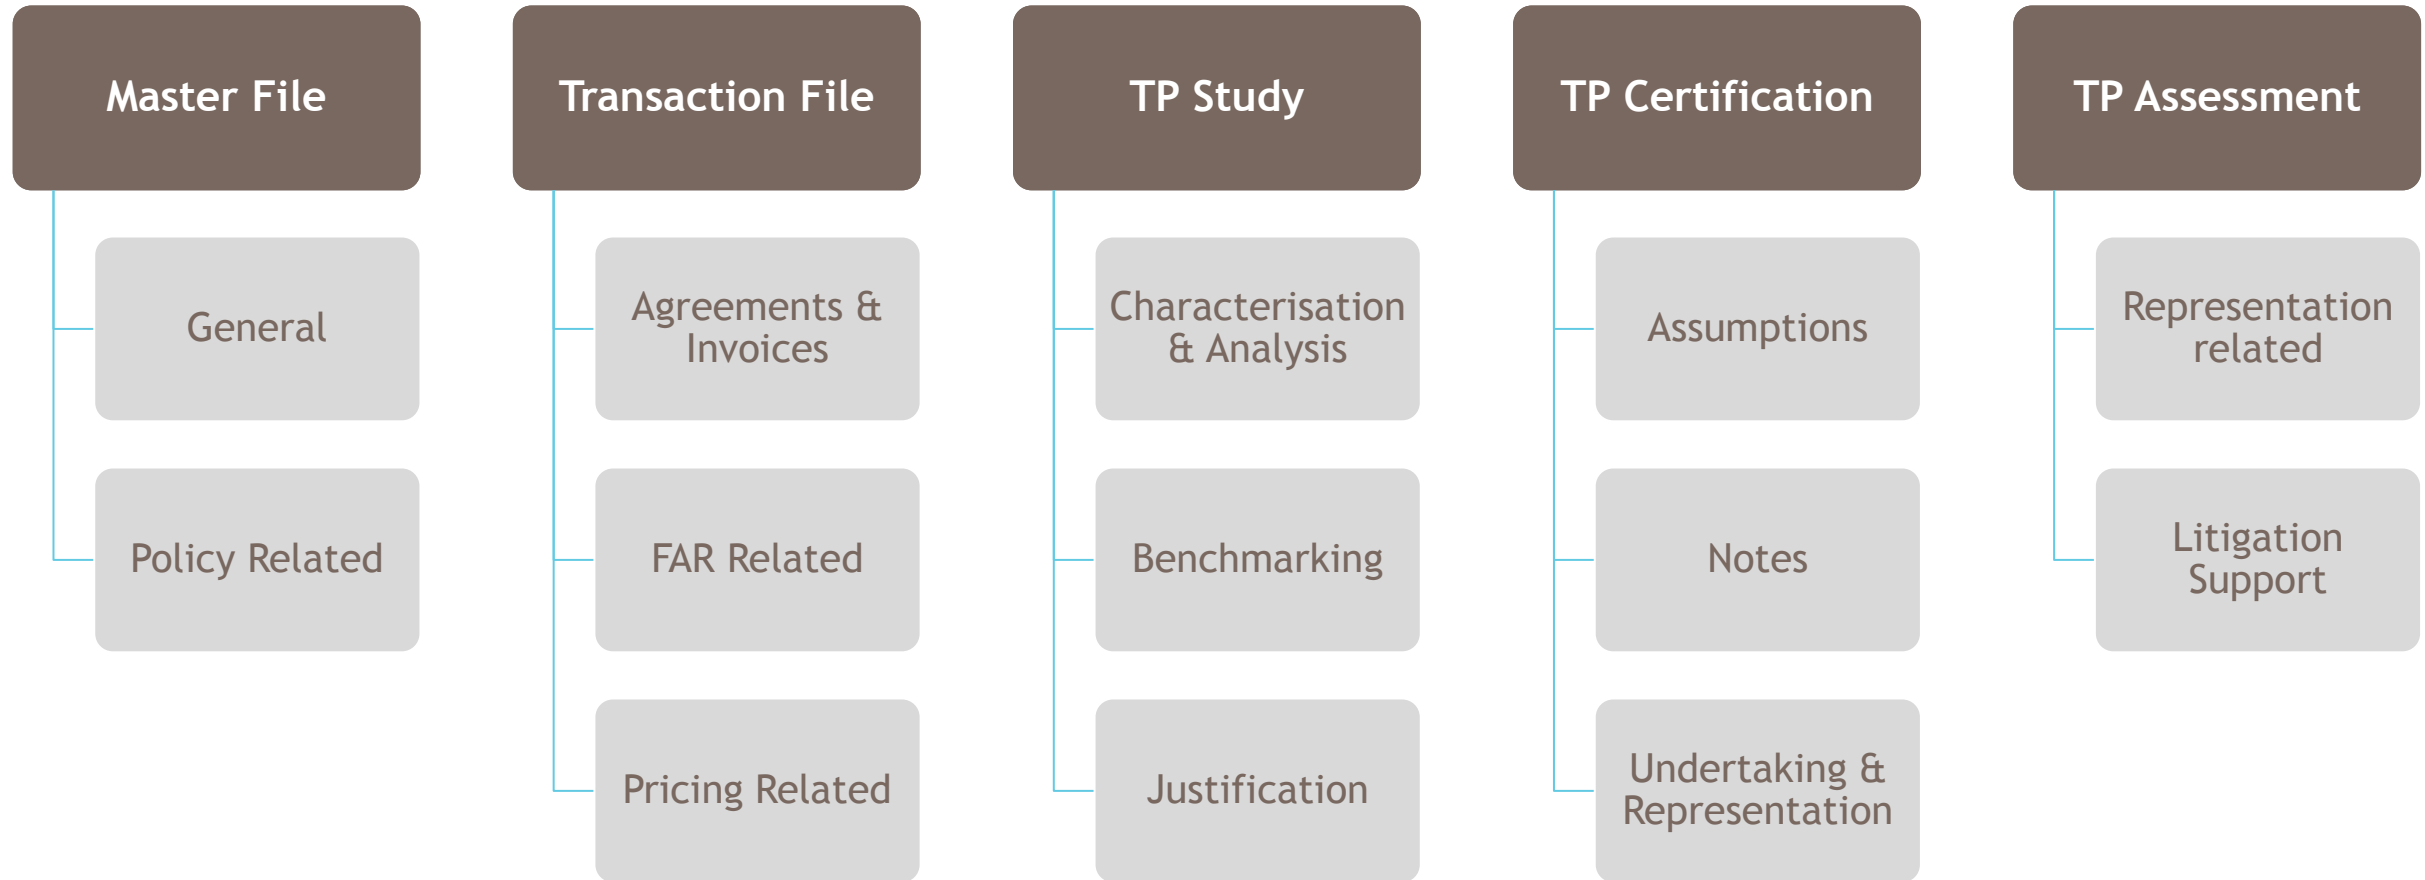 Master File
General
Policy Related
Transaction File
Agreements &
Invoices
FAR Related
Pricing Related
TP Study
Characterisation
& Analysis
Benchmarking
Justification
TP Certification
Assumptions
Notes
Undertaking &
Representation
TP Assessment
Representation
related
Litigation
Support